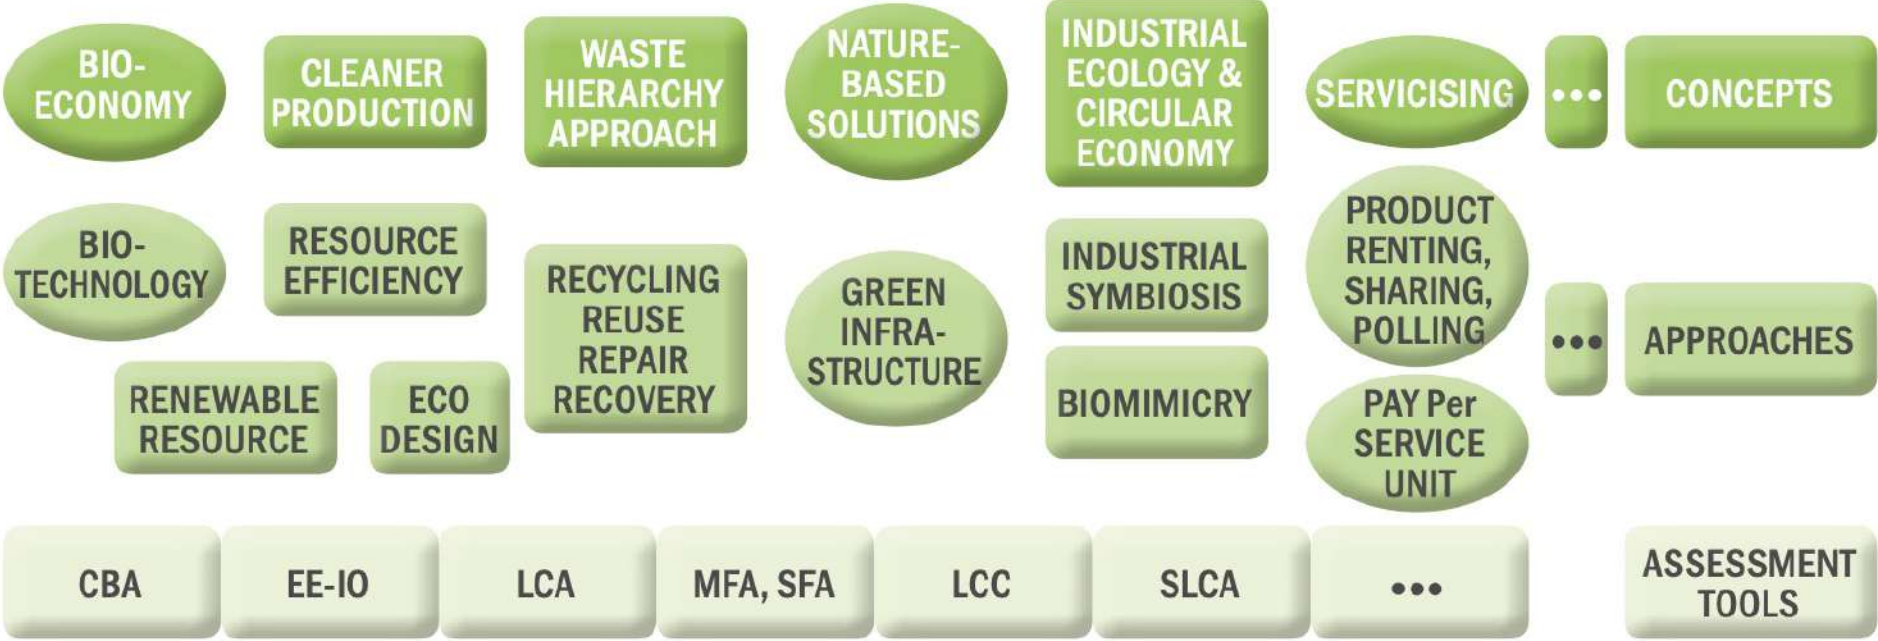 BIO-
ECONOMY
CLEANER
PRODUCTION
WASTE
HIERARCHY
APPROACH
NATURE-
BASED
SOLUTIONS
INDUSTRIAL
ECOLOGY &
CIRCULAR
ECONOMY
SERVICISING
•••
CONCEPTS
BIO-
TECHNOLOGY
RESOURCE
EFFICIENCY
RENEWABLE
RESOURCE
ECO
DESIGN
RECYCLING
REUSE
REPAIR
RECOVERY
GREEN
INFRA-
STRUCTURE
INDUSTRIAL
SYMBIOSIS
BIOMIMICRY
PRODUCT
RENTING,
SHARING,
POLLING
PAY Per
SERVICE
UNIT
•••
APPROACHES
CBA
EE-IO
LCA
MFA, SFA
LCC
SLCA
•••
ASSESSMENT
TOOLS